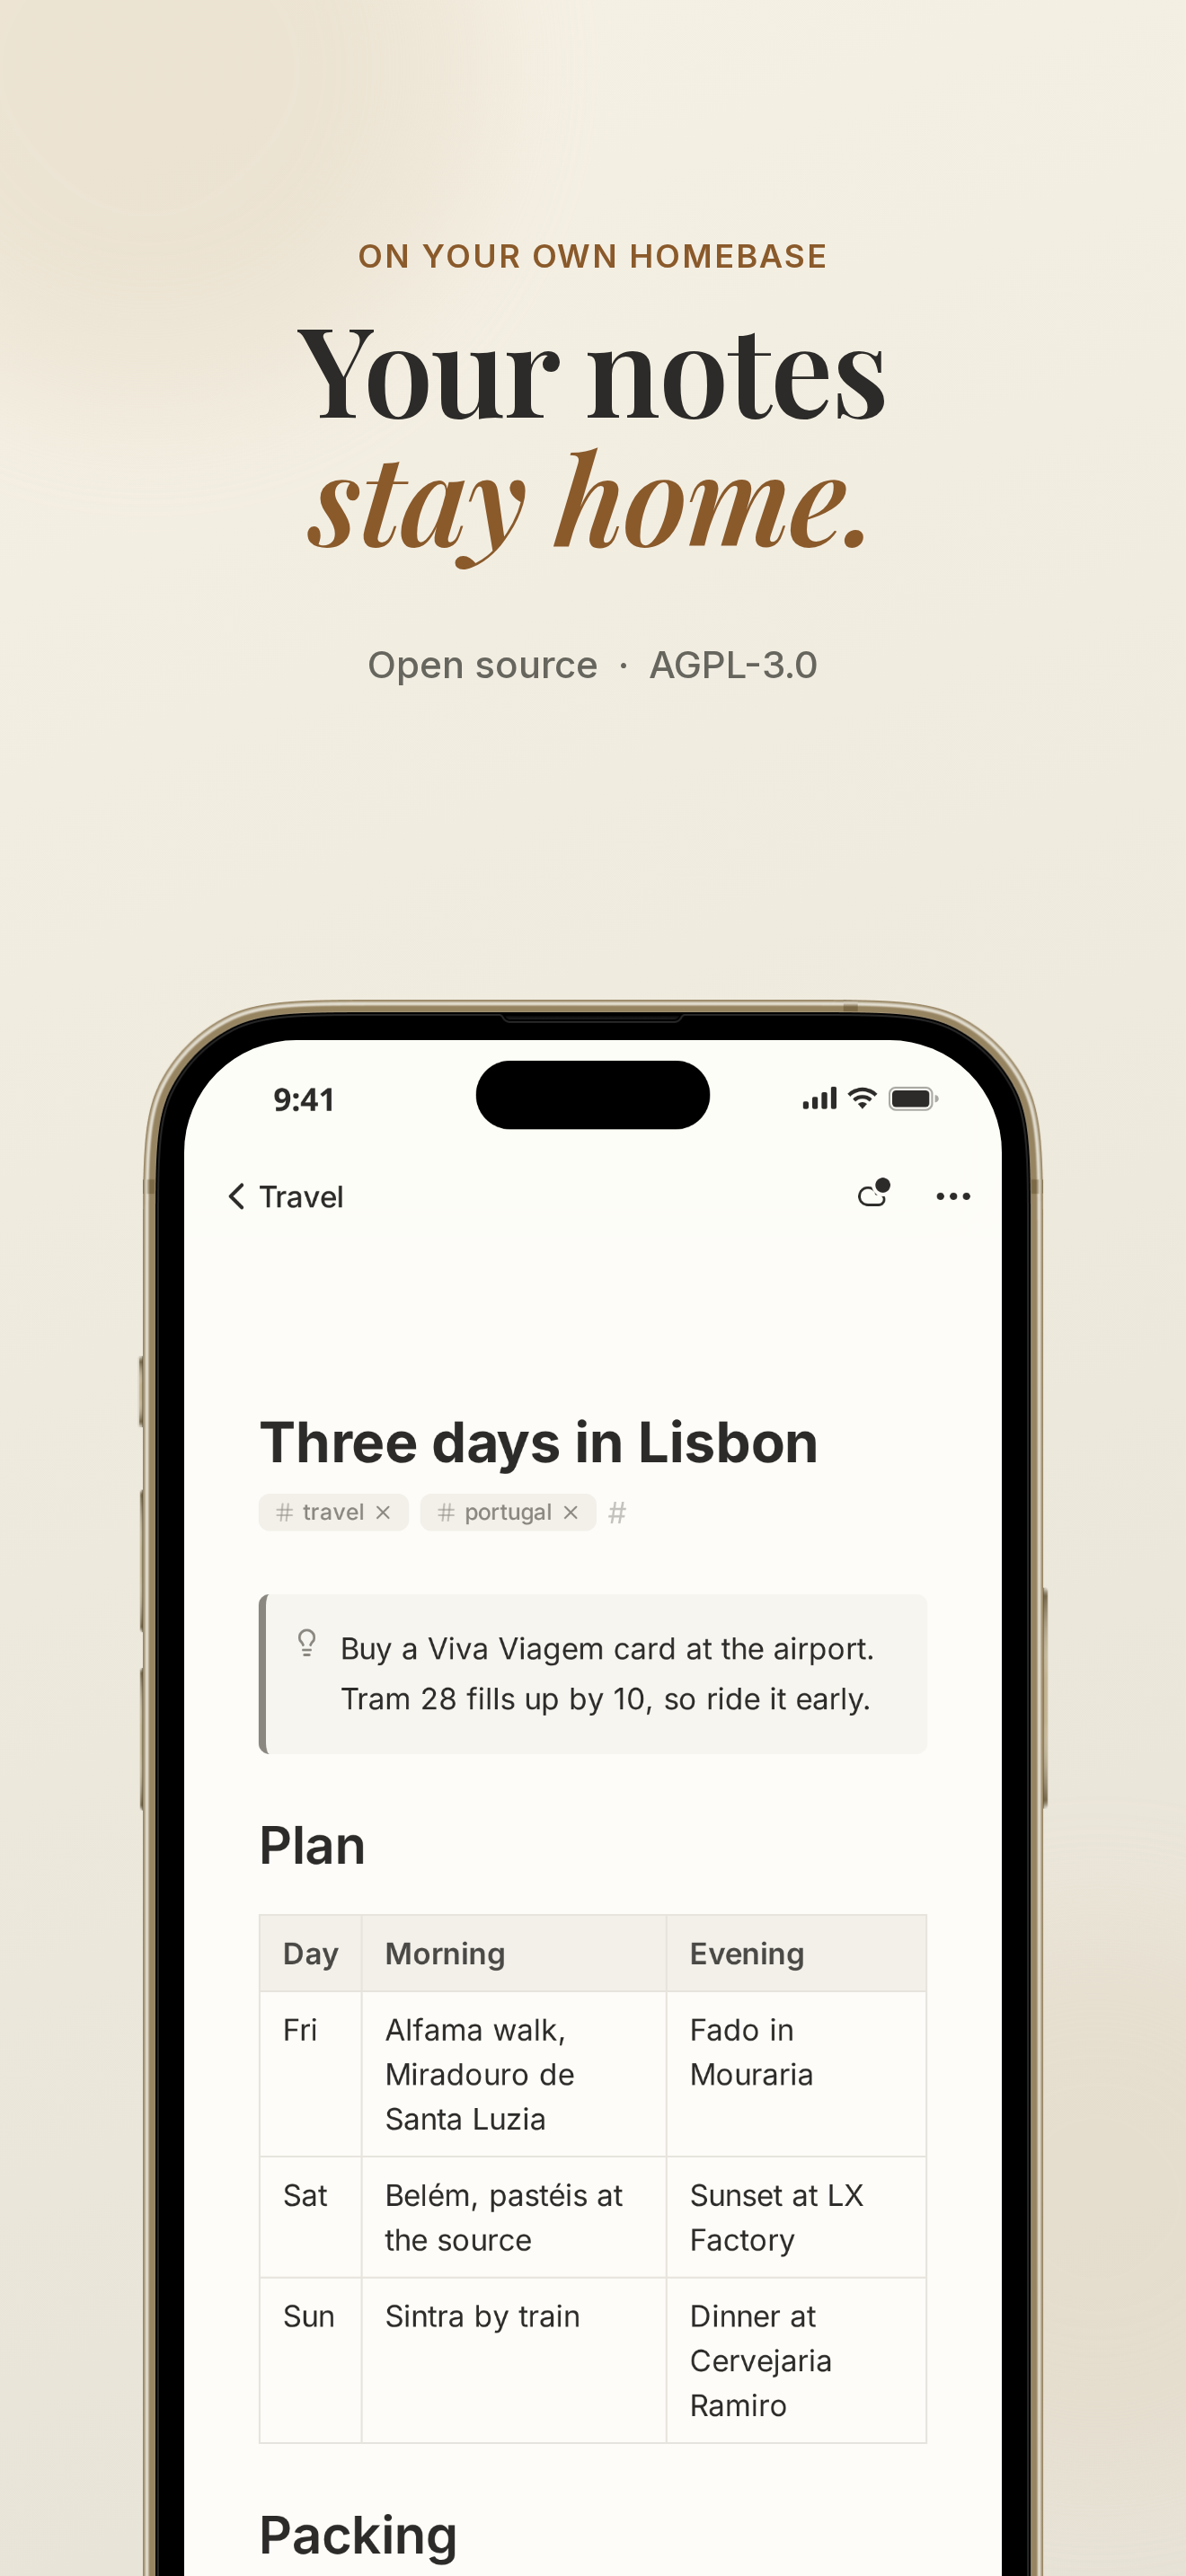 ON YOUR OWN HOMEBASE
Your notes
stay home.
Open source · AGPL-3.0
9:41
Travel
Three days in Lisbon
# travel × # portugal × #
Buy a Viva Viagem card at the airport.
Tram 28 fills up by 10, so ride it early.
Plan
Day Morning Evening
Fri Alfama walk, Fado in
Miradouro de Mouraria
Santa Luzia
Sat Belém, pastéis at Sunset at LX
the source Factory
Sun Sintra by train Dinner at
Cervejaria
Ramiro
Packing